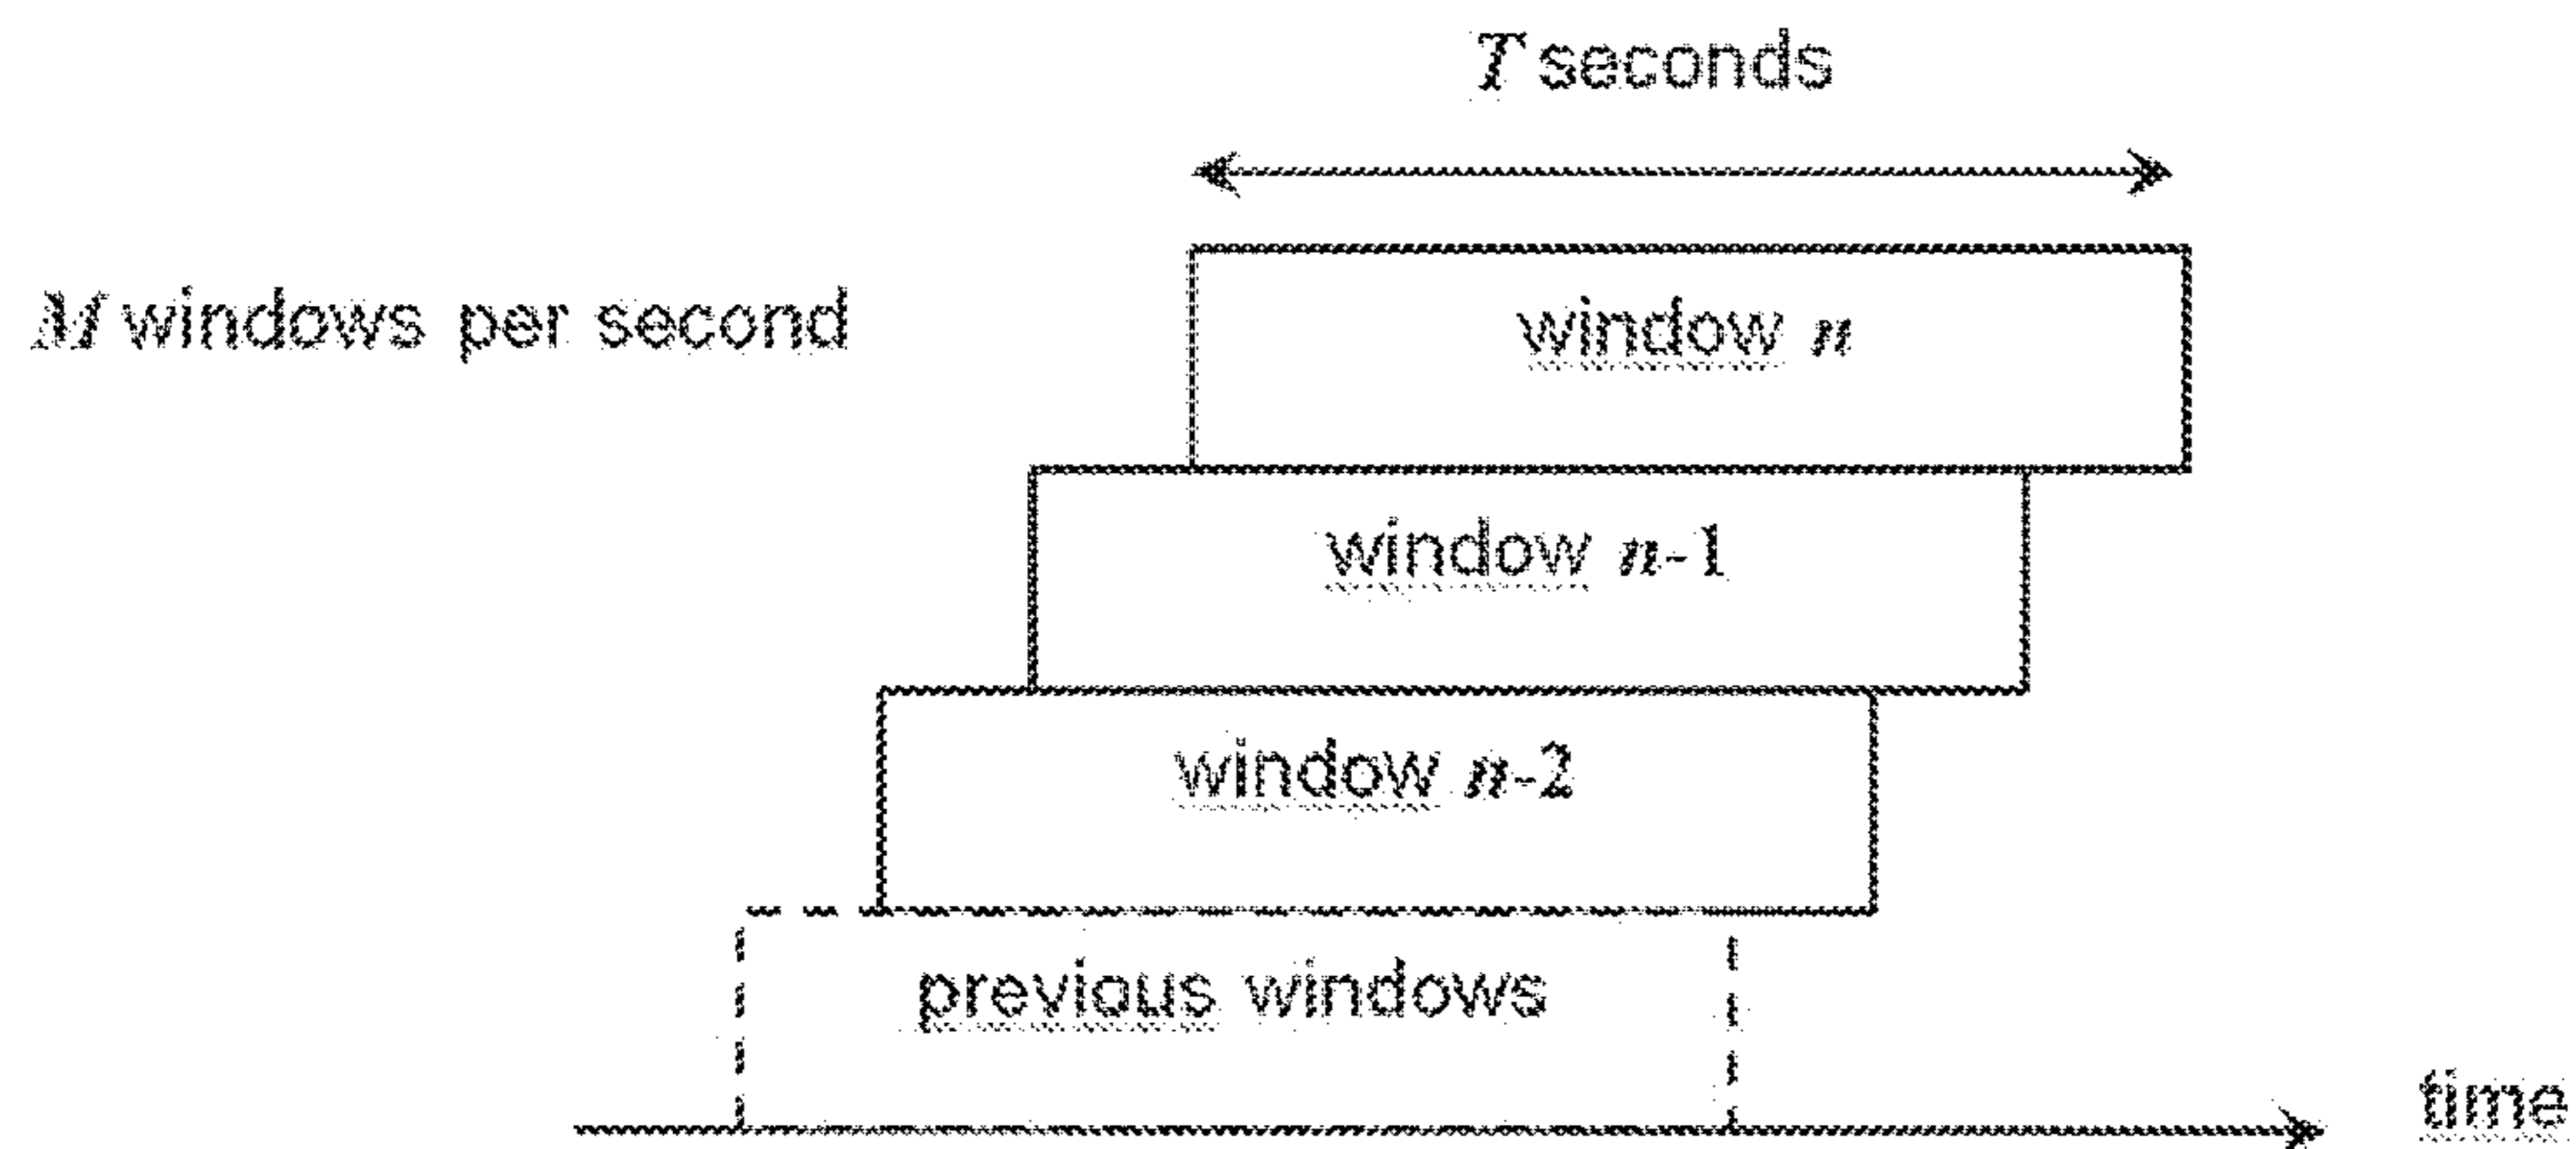 T seconds
M windows per second
window n
window n-1
window n-2
previous windows
time